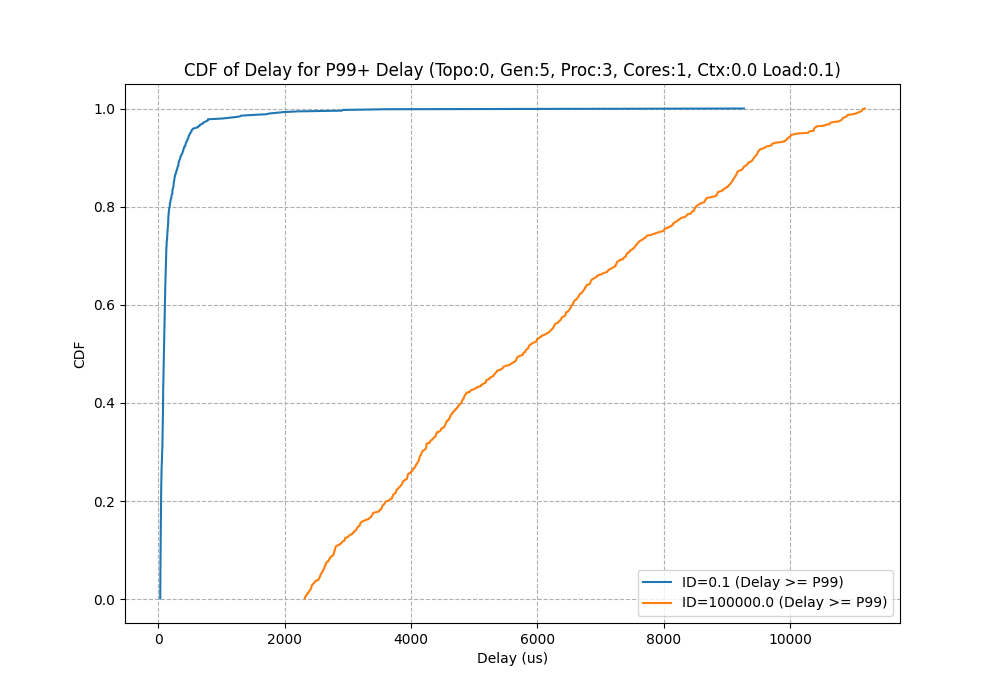 CDF of Delay for P99+ Delay (Topo:0, Gen:5, Proc:3, Cores:1, Ctx:0.0 Load:0.1)
CDF
1.0
0.8
0.6
0.4
0.2
0.0
ID=0.1 (Delay >= P99)
ID=100000.0 (Delay >= P99)
0 2000 4000 6000 8000 10000
Delay (us)